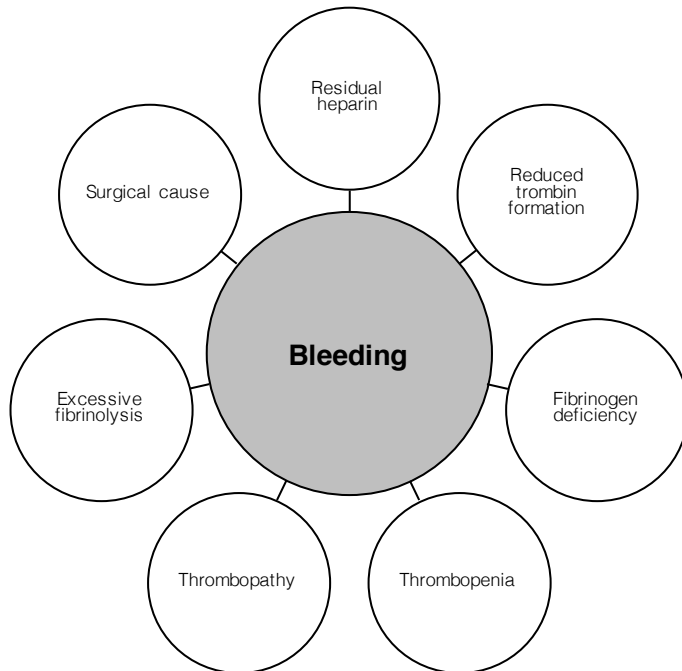 Residual
heparin
Surgical cause
Reduced
trombin
formation
Bleeding
Excessive
fibrinolysis
Fibrinogen
deficiency
Thrombopathy
Thrombopenia